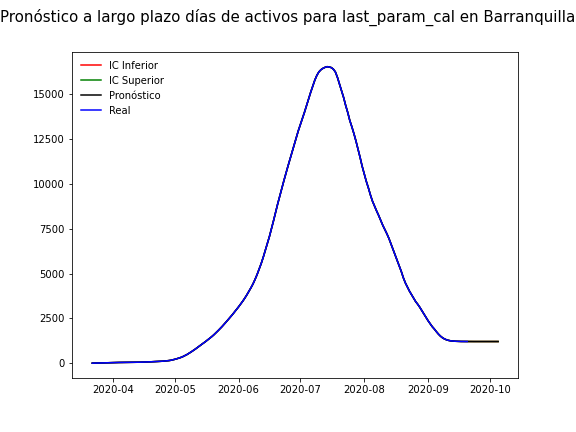 Pronóstico a largo plazo días de activos para last_param_cal en Barranquilla
IC Inferior
IC Superior
Pronóstico
Real
15000
12500
10000
7500
5000
2500
0
2020-04 2020-05 2020-06 2020-07 2020-08 2020-09 2020-10